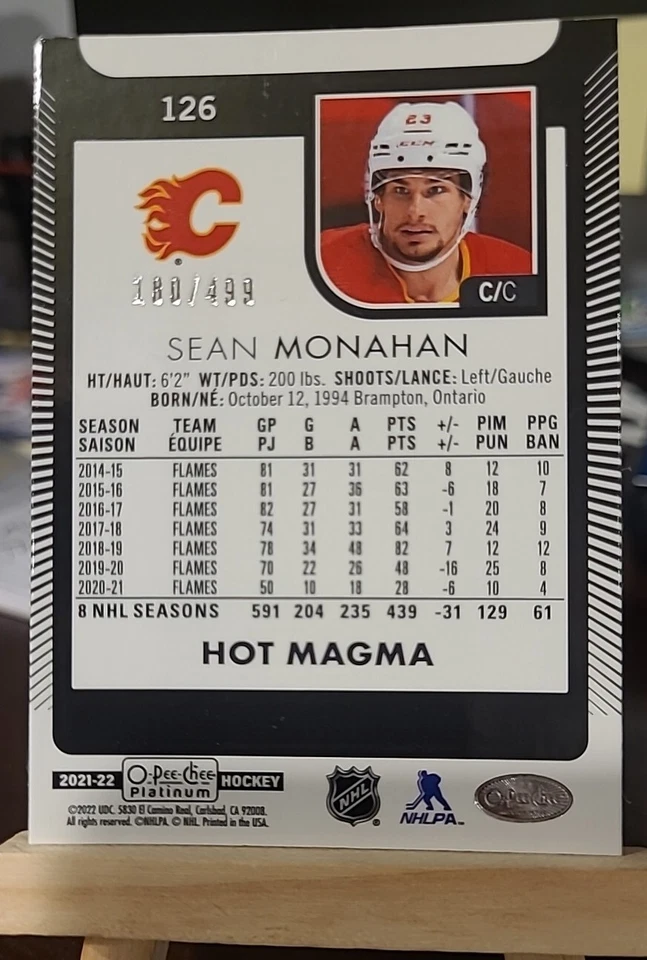 126
23
CCM
C
®
180/499
C/C
SEAN MONAHAN
HT/HAUT: 6'2" WT/PDS: 200 lbs. SHOOTS/LANCE: Left/Gauche
BORN/NÉ: October 12, 1994 Brampton, Ontario
SEASON TEAM GP G A PTS +/- PIM PPG
SAISON ÉQUIPE PJ B A PTS +/- PUN BAN
2014-15 FLAMES 81 31 31 62 8 12 10
2015-16 FLAMES 81 27 36 63 -6 18 7
2016-17 FLAMES 82 27 31 58 -1 20 8
2017-18 FLAMES 74 31 33 64 3 24 9
2018-19 FLAMES 78 34 48 82 7 12 12
2019-20 FLAMES 70 22 26 48 -16 25 8
2020-21 FLAMES 50 10 18 28 -6 10 4
8 NHL SEASONS 591 204 235 439 -31 129 61
HOT MAGMA
2021-22 O-Pee-Chee Platinum HOCKEY
NHL ®
NHLPA™
O-Pee-Chee
©2022 UDC. 5830 El Camino Real, Carlsbad, CA 92008.
All rights reserved. ©NHLPA. © NHL. Printed in the USA.